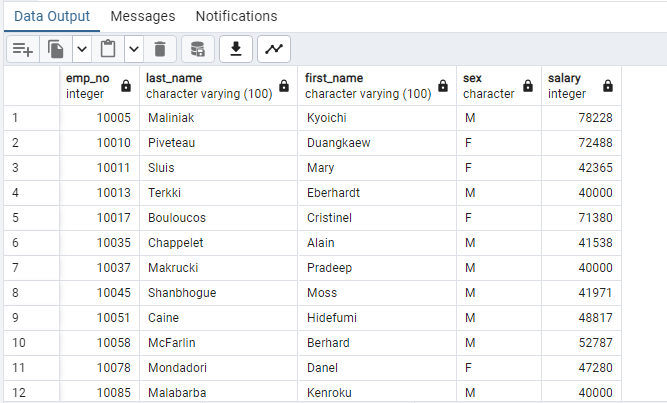 Data Output Messages Notifications
emp_no last_name first_name sex salary
integer character varying (100) character varying (100) character integer
1 10005 Maliniak Kyoichi M 78228
2 10010 Piveteau Duangkaew F 72488
3 10011 Sluis Mary F 42365
4 10013 Terkki Eberhardt M 40000
5 10017 Bouloucos Cristinel F 71380
6 10035 Chappelet Alain M 41538
7 10037 Makrucki Pradeep M 40000
8 10045 Shanbhogue Moss M 41971
9 10051 Caine Hidefumi M 48817
10 10058 McFarlin Berhard M 52787
11 10078 Mondadori Danel F 47280
12 10085 Malabarba Kenroku M 40000